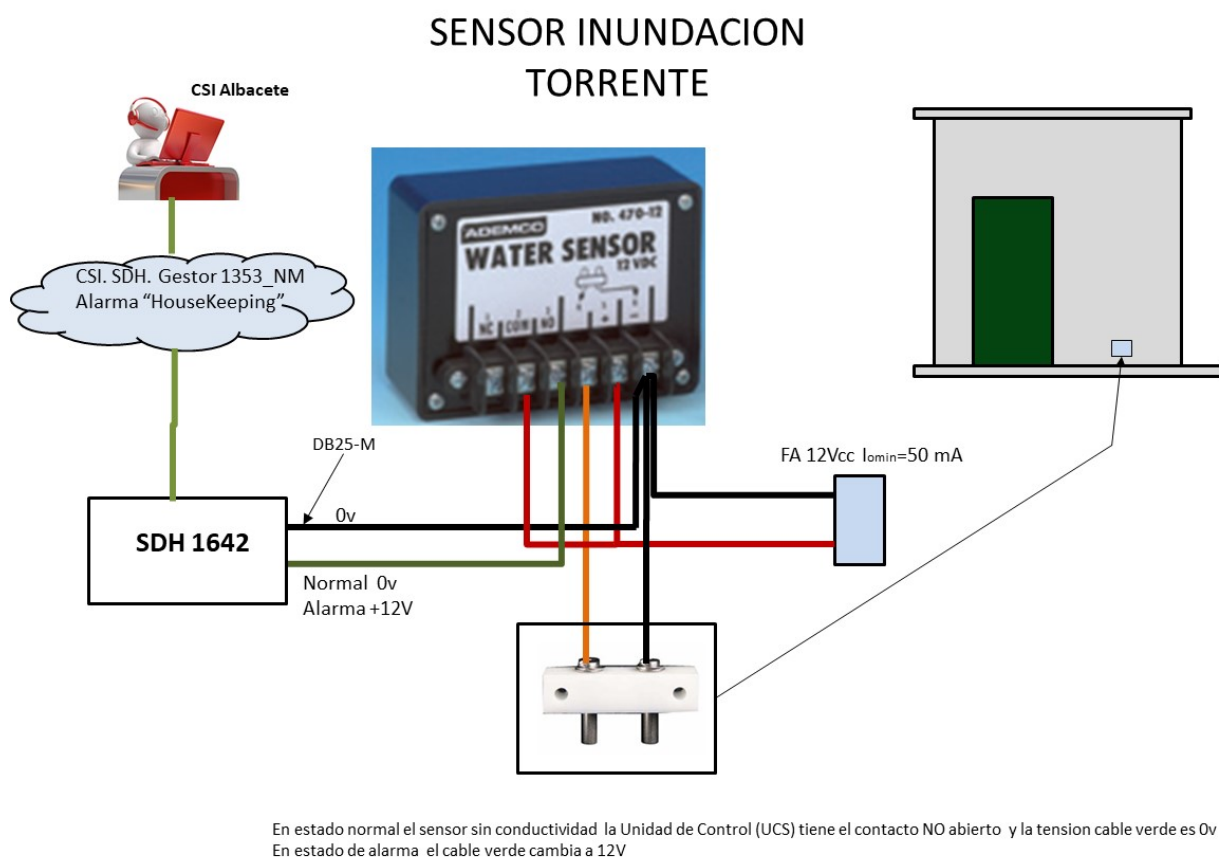 SENSOR INUNDACION
TORRENTE
CSI Albacete
CSI. SDH. Gestor 1353_NM
Alarma “HouseKeeping”
ADEMCO
NO. 470-12
WATER SENSOR
12 VDC
1 2 3
NC COM NO
+ −
DB25-M
FA 12Vcc Iomin=50 mA
0v
SDH 1642
Normal 0v
Alarma +12V
En estado normal el sensor sin conductividad la Unidad de Control (UCS) tiene el contacto NO abierto y la tension cable verde es 0v
En estado de alarma el cable verde cambia a 12V